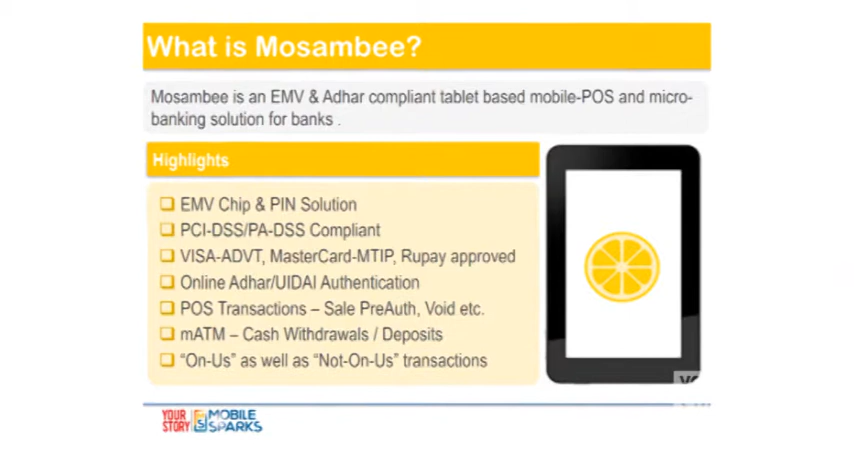 What is Mosambee?
Mosambee is an EMV & Adhar compliant tablet based mobile-POS and micro-
banking solution for banks .
Highlights
EMV Chip & PIN Solution
PCI-DSS/PA-DSS Compliant
VISA-ADVT, MasterCard-MTIP, Rupay approved
Online Adhar/UIDAI Authentication
POS Transactions – Sale PreAuth, Void etc.
mATM – Cash Withdrawals / Deposits
“On-Us” as well as “Not-On-Us” transactions
YOUR
STORY
MOBILE
SPARKS